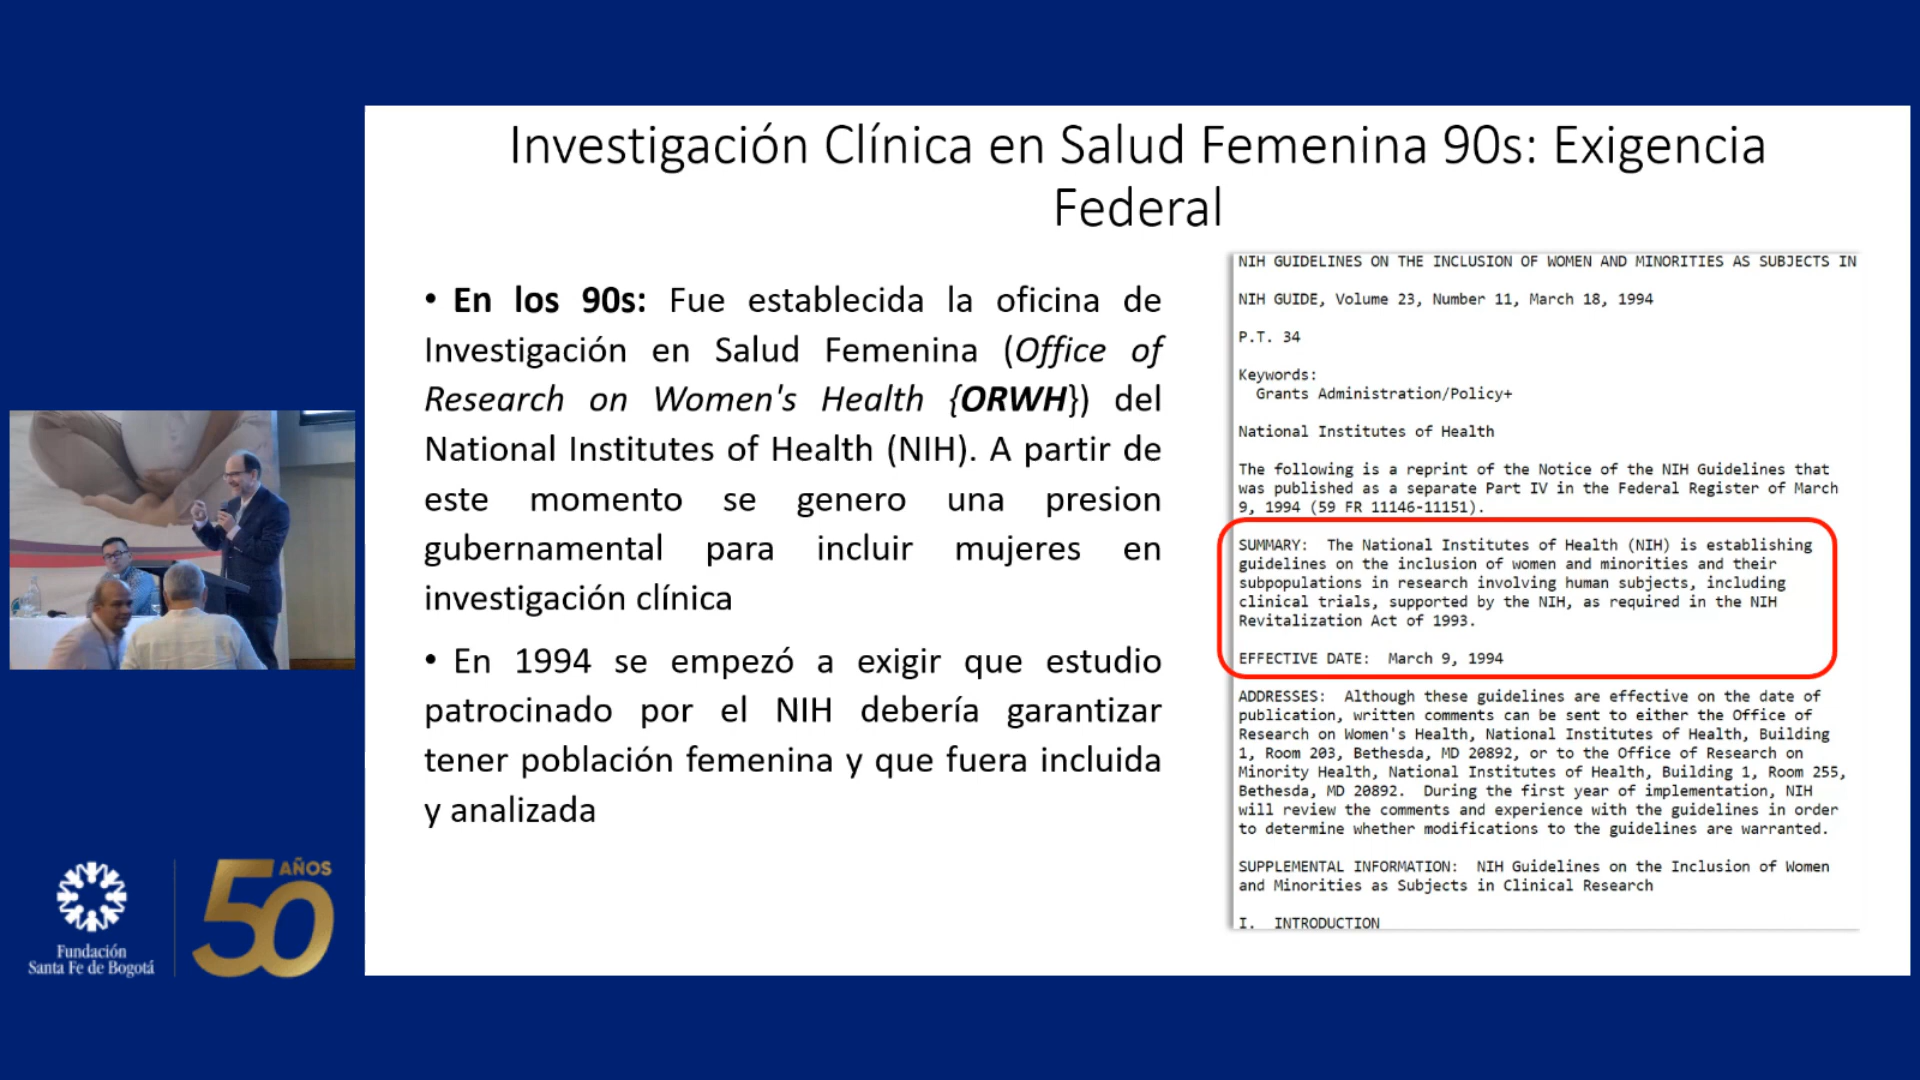 Investigación Clínica en Salud Femenina 90s: Exigencia
Federal
• En los 90s: Fue establecida la oficina de
Investigación en Salud Femenina (Office of
Research on Women's Health {ORWH}) del
National Institutes of Health (NIH). A partir de
este momento se genero una presion
gubernamental para incluir mujeres en
investigación clínica
• En 1994 se empezó a exigir que estudio
patrocinado por el NIH debería garantizar
tener población femenina y que fuera incluida
y analizada
NIH GUIDELINES ON THE INCLUSION OF WOMEN AND MINORITIES AS SUBJECTS IN
NIH GUIDE, Volume 23, Number 11, March 18, 1994
P.T. 34
Keywords:
Grants Administration/Policy+
National Institutes of Health
The following is a reprint of the Notice of the NIH Guidelines that
was published as a separate Part IV in the Federal Register of March
9, 1994 (59 FR 11146-11151).
SUMMARY: The National Institutes of Health (NIH) is establishing
guidelines on the inclusion of women and minorities and their
subpopulations in research involving human subjects, including
clinical trials, supported by the NIH, as required in the NIH
Revitalization Act of 1993.
EFFECTIVE DATE: March 9, 1994
ADDRESSES: Although these guidelines are effective on the date of
publication, written comments can be sent to either the Office of
Research on Women's Health, National Institutes of Health, Building
1, Room 203, Bethesda, MD 20892, or to the Office of Research on
Minority Health, National Institutes of Health, Building 1, Room 255,
Bethesda, MD 20892. During the first year of implementation, NIH
will review the comments and experience with the guidelines in order
to determine whether modifications to the guidelines are warranted.
SUPPLEMENTAL INFORMATION: NIH Guidelines on the Inclusion of Women
and Minorities as Subjects in Clinical Research
I. INTRODUCTION
Fundación
Santa Fe de Bogotá
50 AÑOS